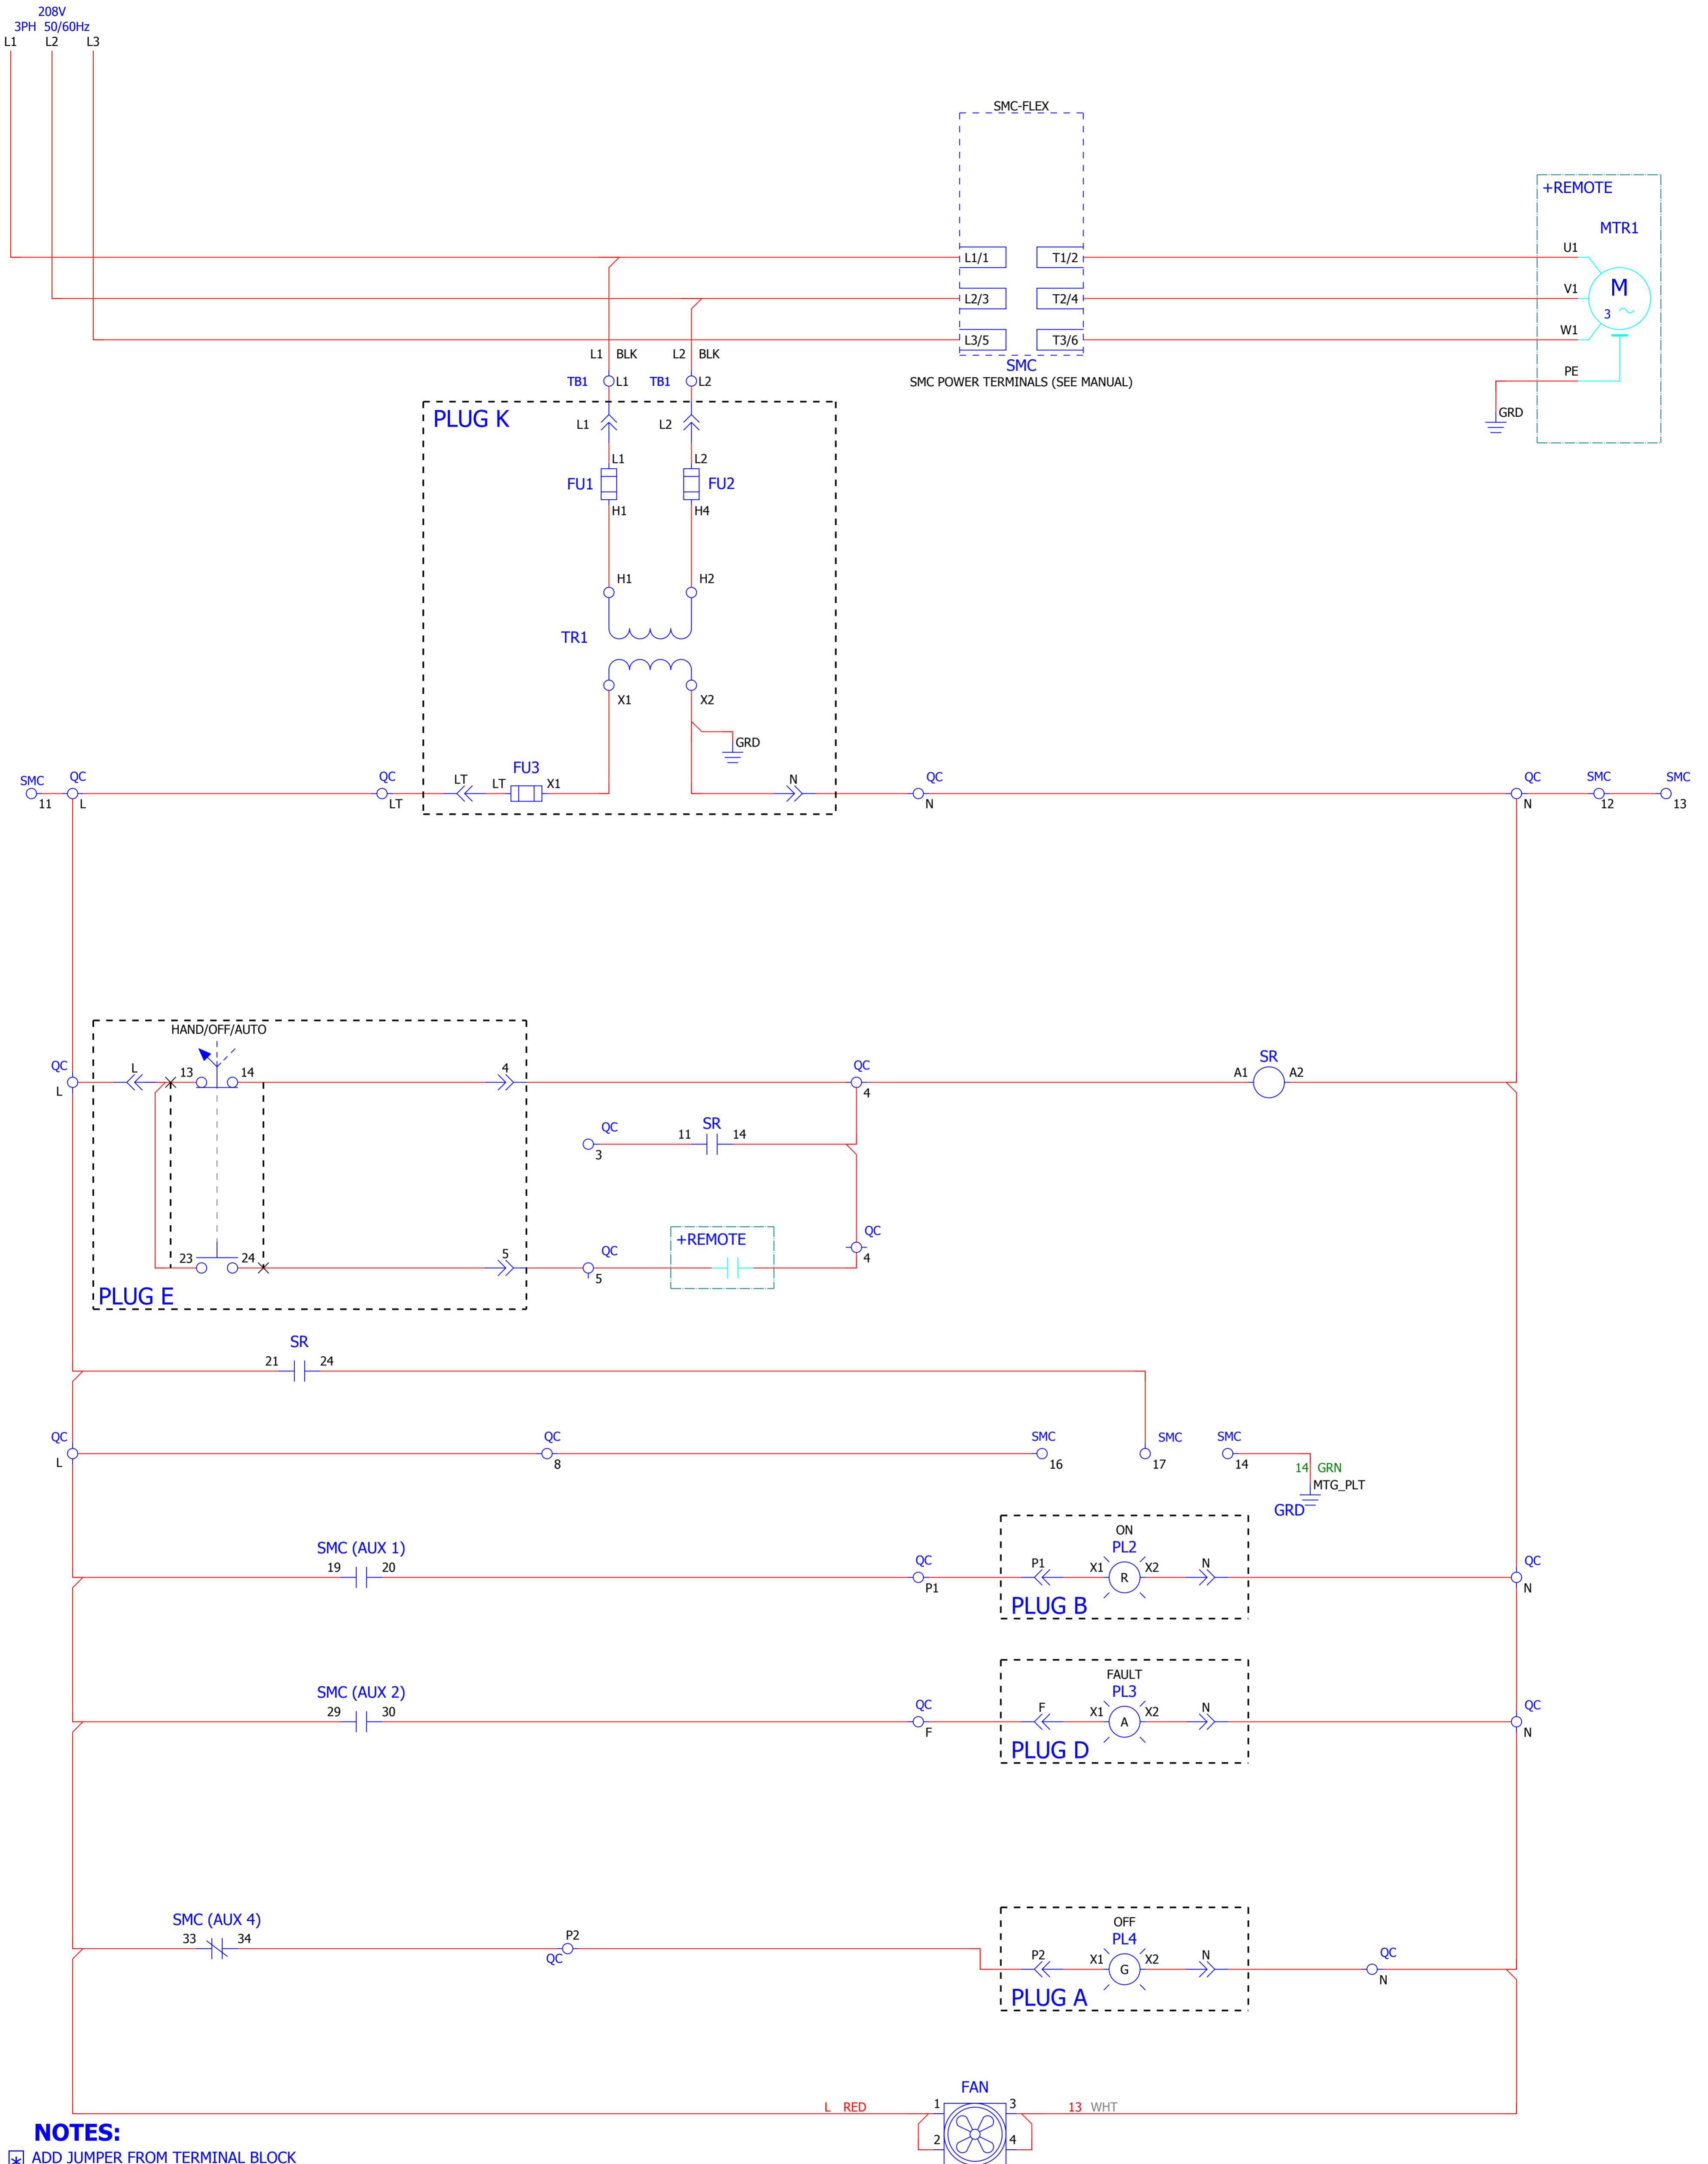 208V
3PH 50/60Hz
L1 L2 L3
SMC-FLEX
+REMOTE
MTR1
U1
L1/1 T1/2
V1
M
3
L2/3 T2/4
W1
L3/5 T3/6
L1 BLK L2 BLK
SMC
SMC POWER TERMINALS (SEE MANUAL)
PE
TB1 L1 TB1 L2
GRD
PLUG K
L1 L2
L1 L2
FU1 FU2
H1 H4
H1 H2
TR1
X1 X2
GRD
SMC QC QC LT LT FU3 X1 N QC QC SMC SMC
11 L LT N N 12 13
HAND/OFF/AUTO
QC L 13 14 4 QC SR
L 4 A1 A2
QC 11 SR 14
3
+REMOTE
QC
4
23 24 5 QC
5
PLUG E
SR
21 24
QC QC SMC SMC SMC
L 8 16 17 14
14 GRN
MTG_PLT
GRD
ON
SMC (AUX 1) PL2
19 20 QC P1 X1 R X2 N QC
P1 N
PLUG B
FAULT
SMC (AUX 2) PL3
29 30 QC F X1 A X2 N QC
F N
PLUG D
OFF
SMC (AUX 4) PL4
33 34 P2 P2 X1 G X2 N QC
QC N
PLUG A
FAN
L RED 1 3 13 WHT
2 4
NOTES:
* ADD JUMPER FROM TERMINAL BLOCK